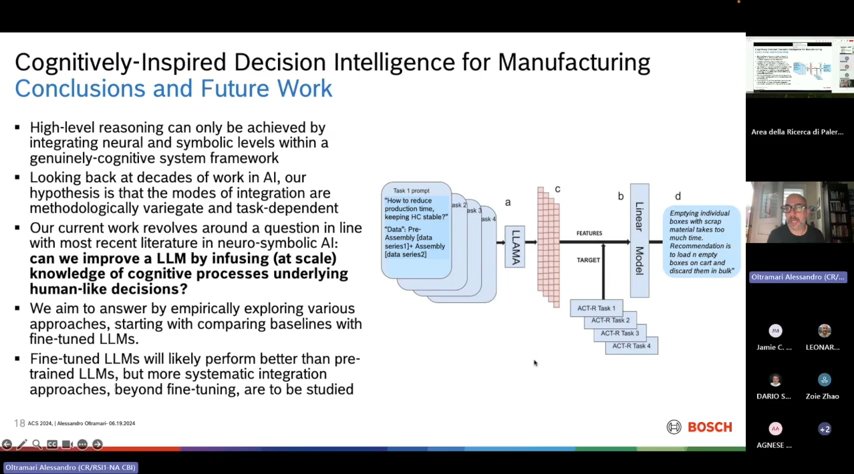 Cognitively-Inspired Decision Intelligence for Manufacturing
Conclusions and Future Work
High-level reasoning can only be achieved by
integrating neural and symbolic levels within a
genuinely-cognitive system framework
Looking back at decades of work in AI, our
hypothesis is that the modes of integration are
methodologically variegate and task-dependent
Our current work revolves around a question in line
with most recent literature in neuro-symbolic AI:
can we improve a LLM by infusing (at scale)
knowledge of cognitive processes underlying
human-like decisions?
We aim to answer by empirically exploring various
approaches, starting with comparing baselines with
fine-tuned LLMs.
Fine-tuned LLMs will likely perform better than pre-
trained LLMs, but more systematic integration
approaches, beyond fine-tuning, are to be studied
Task 1 prompt
"How to reduce
production time,
keeping HC stable?"
"Data": Pre-
Assembly [data
series1]+ Assembly
[data series2]
ask 2
ask 3
ask 4
a
LLAMA
c
FEATURES
TARGET
b
Linear Model
d
Emptying individual
boxes with scrap
material takes too
much time.
Recommendation is
to load n empty
boxes on cart and
discard them in bulk"
ACT-R Task 1
ACT-R Task 2
ACT-R Task 3
ACT-R Task 4
18 ACS 2024, | Alessandro Oltramari- 06.19.2024
BOSCH
Oltramari Alessandro (CR/RSI1-NA CBI)
Area della Ricerca di Paler...
Oltramari Alessandro (CR/...
Jamie C. ...
LEONAR...
DARIO S...
Zoie Zhao
AA
AGNESE ...
+2